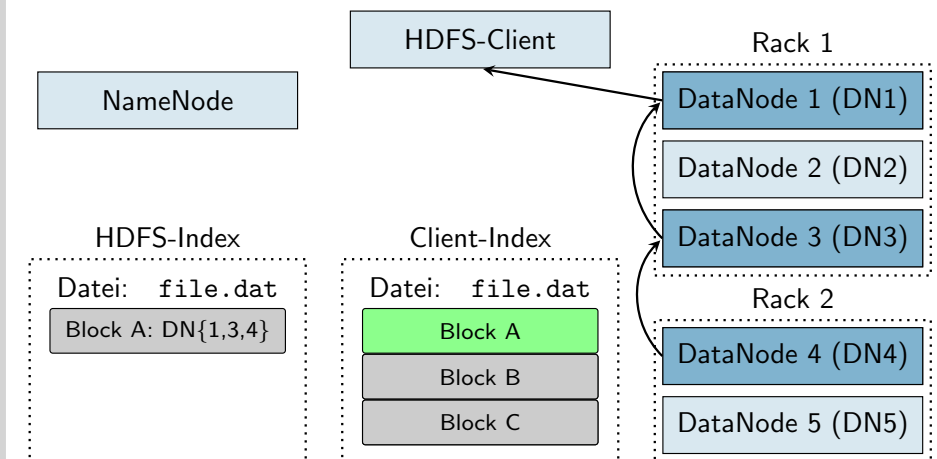 HDFS-Client
NameNode
Rack 1
DataNode 1 (DN1)
DataNode 2 (DN2)
DataNode 3 (DN3)
HDFS-Index
Datei: file.dat
Block A: DN{1,3,4}
Client-Index
Datei: file.dat
Block A
Block B
Block C
Rack 2
DataNode 4 (DN4)
DataNode 5 (DN5)